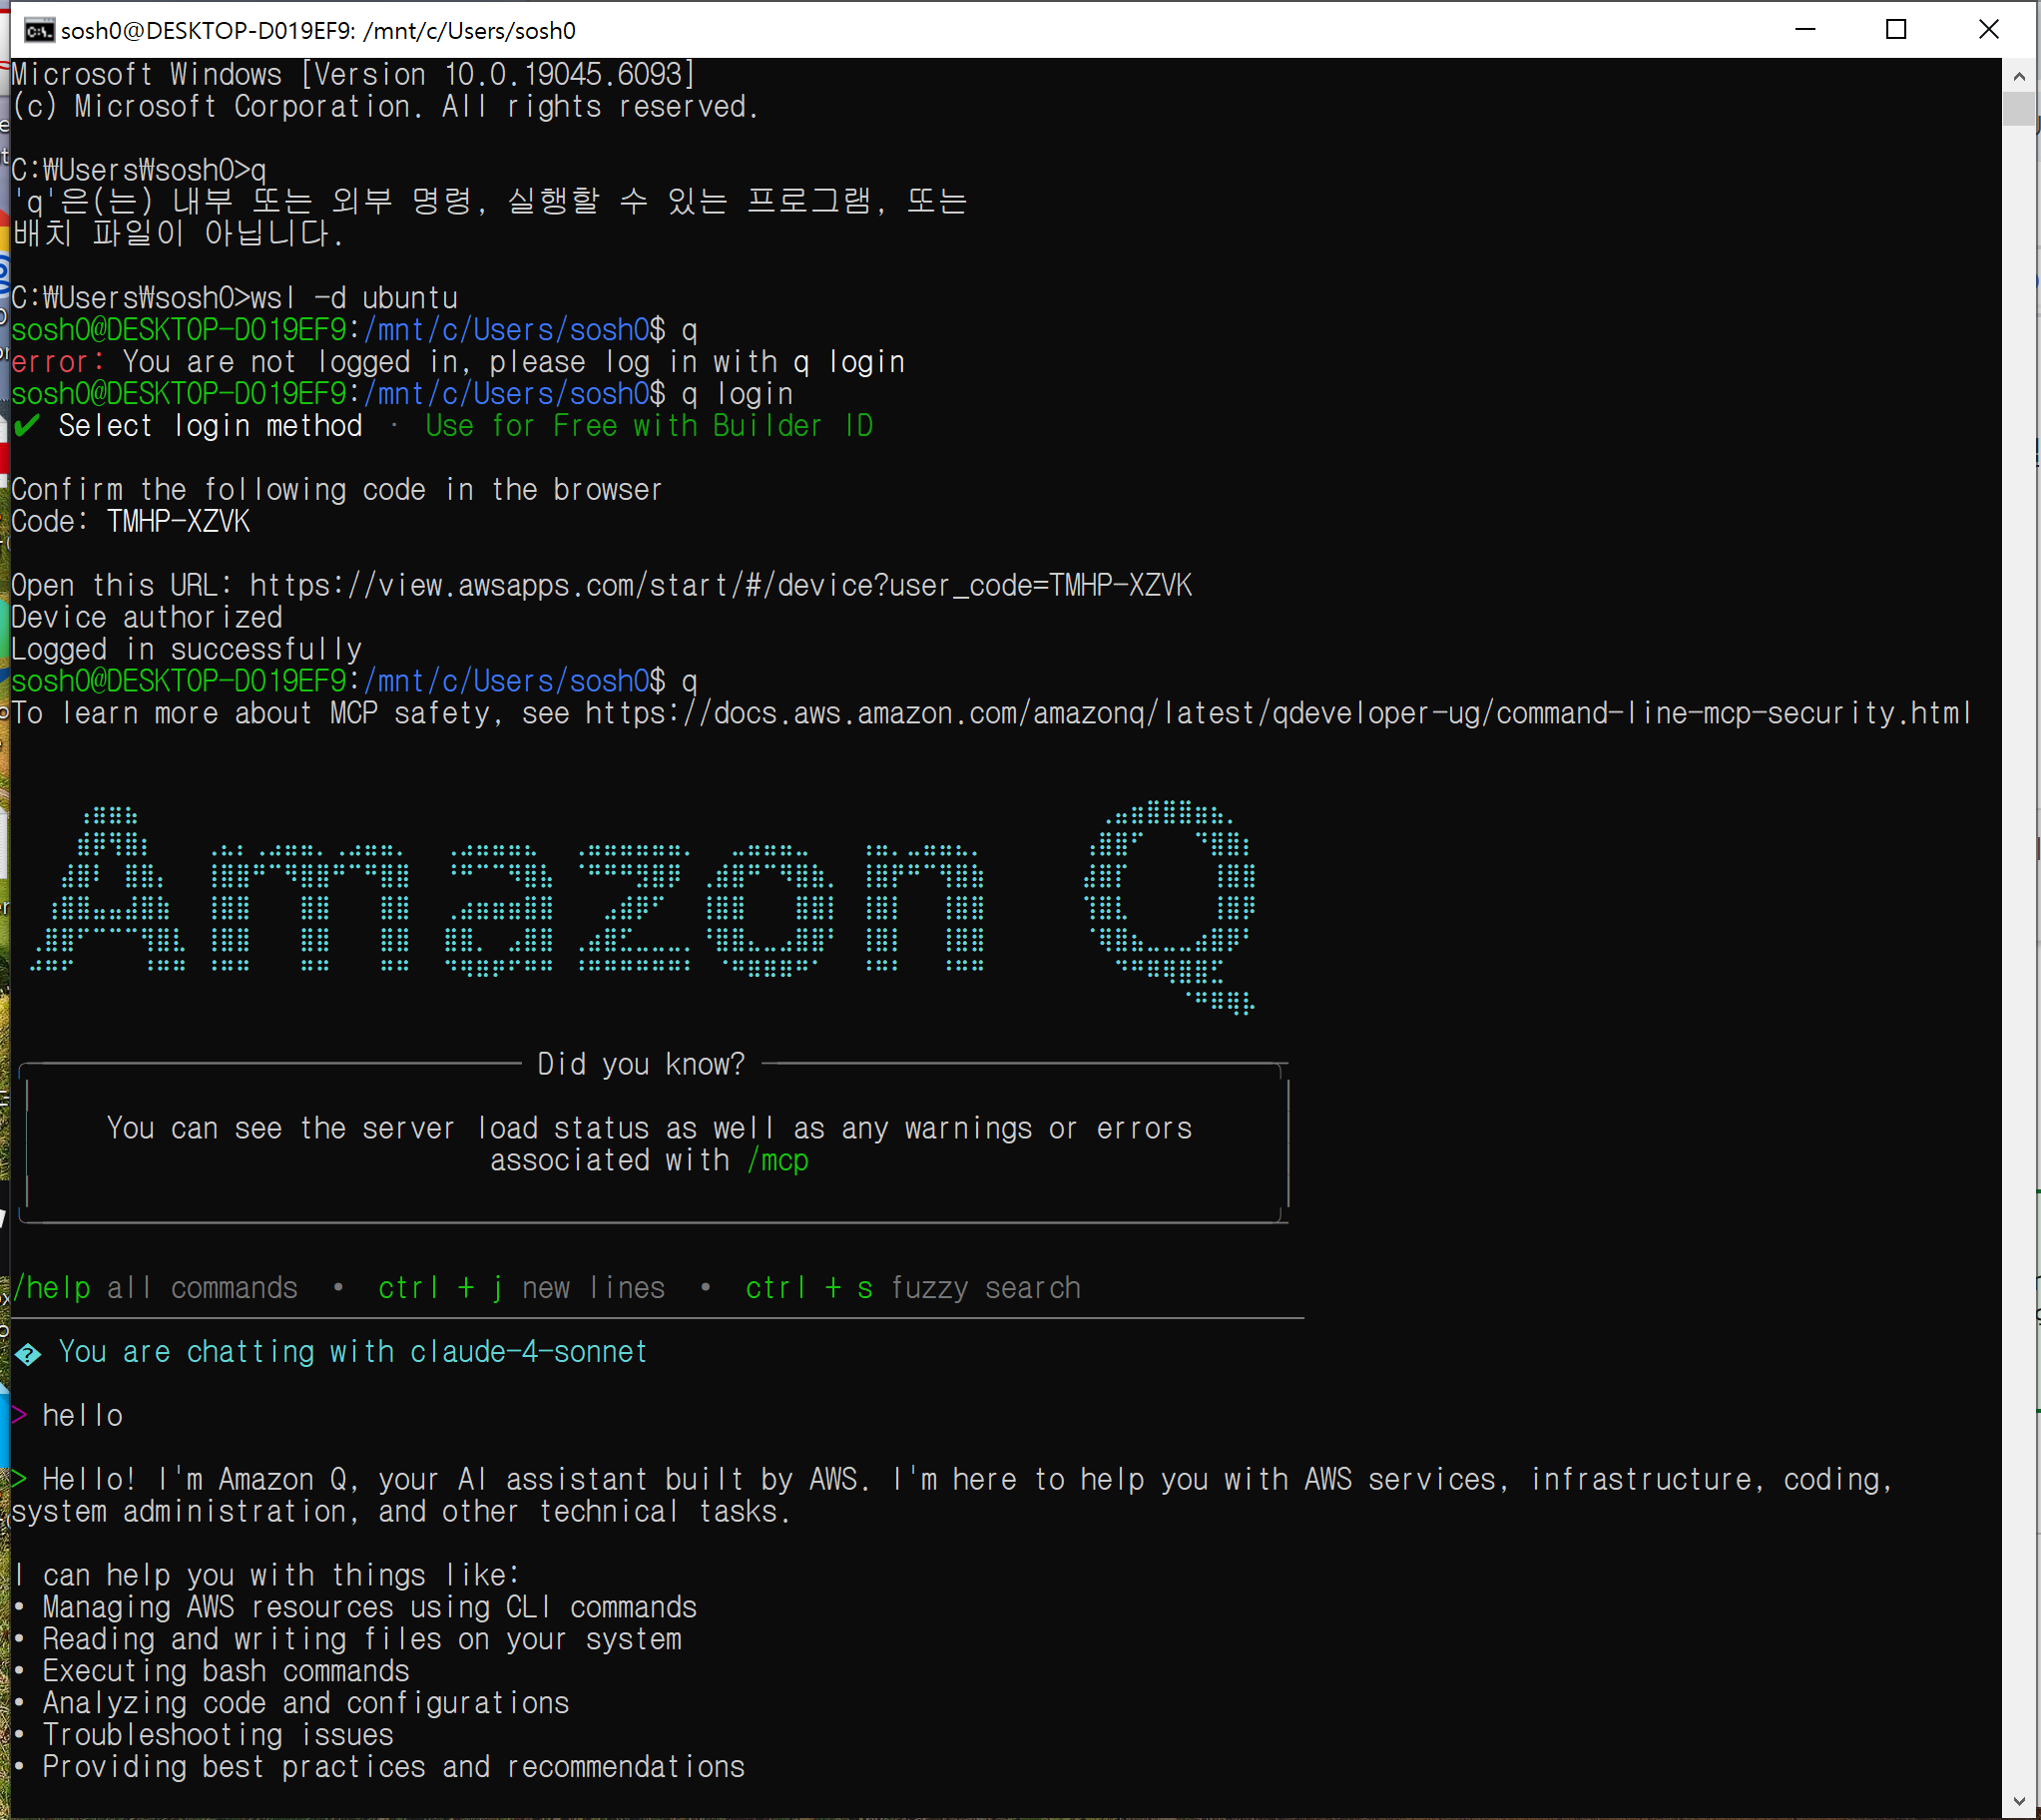 sosh0@DESKTOP-D019EF9: /mnt/c/Users/sosh0
Microsoft Windows [Version 10.0.19045.6093]
(c) Microsoft Corporation. All rights reserved.
C:₩Users₩sosh0>q
'q'은(는) 내부 또는 외부 명령, 실행할 수 있는 프로그램, 또는
배치 파일이 아닙니다.
C:₩Users₩sosh0>wsl -d ubuntu
sosh0@DESKTOP-D019EF9:/mnt/c/Users/sosh0$ q
error: You are not logged in, please log in with q login
sosh0@DESKTOP-D019EF9:/mnt/c/Users/sosh0$ q login
✔ Select login method · Use for Free with Builder ID
Confirm the following code in the browser
Code: TMHP-XZVK
Open this URL: https://view.awsapps.com/start/#/device?user_code=TMHP-XZVK
Device authorized
Logged in successfully
sosh0@DESKTOP-D019EF9:/mnt/c/Users/sosh0$ q
To learn more about MCP safety, see https://docs.aws.amazon.com/amazonq/latest/qdeveloper-ug/command-line-mcp-security.html
Amazon Q
Did you know?
You can see the server load status as well as any warnings or errors
associated with /mcp
/help all commands • ctrl + j new lines • ctrl + s fuzzy search
� You are chatting with claude-4-sonnet
> hello
> Hello! I'm Amazon Q, your AI assistant built by AWS. I'm here to help you with AWS services, infrastructure, coding,
system administration, and other technical tasks.
I can help you with things like:
• Managing AWS resources using CLI commands
• Reading and writing files on your system
• Executing bash commands
• Analyzing code and configurations
• Troubleshooting issues
• Providing best practices and recommendations